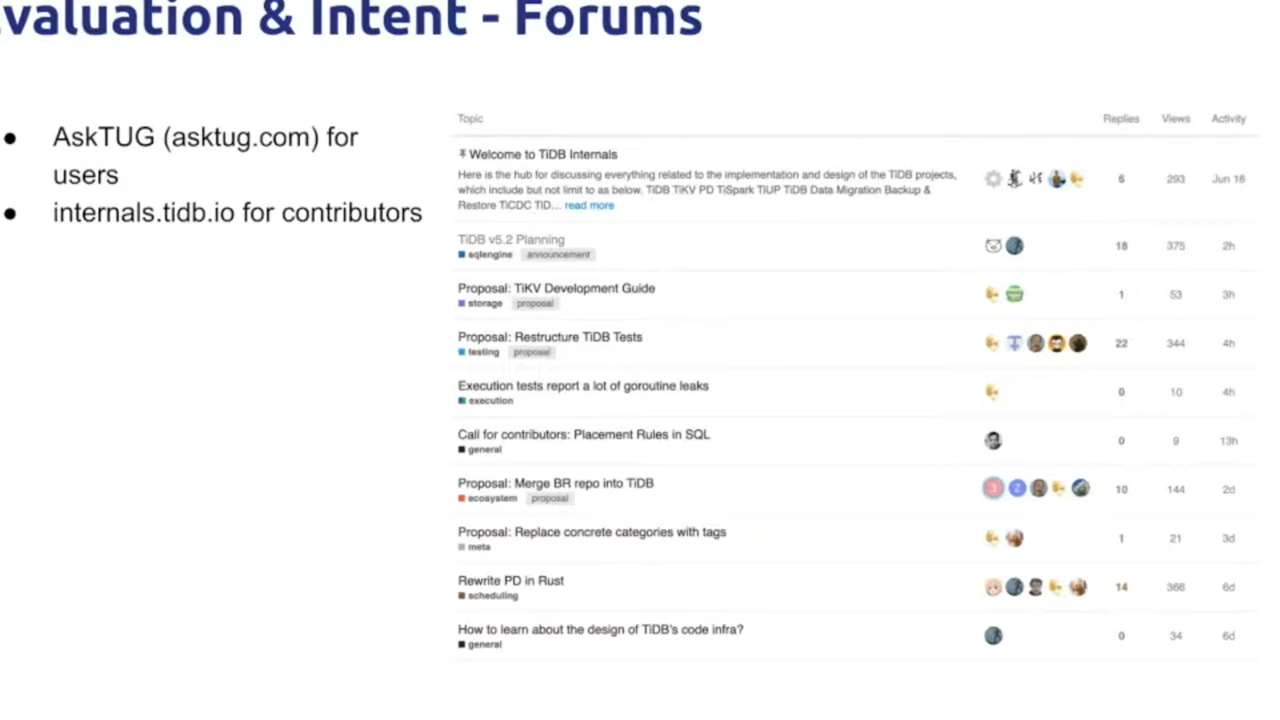 valuation & Intent - Forums
● AskTUG (asktug.com) for
users
● internals.tidb.io for contributors
Topic Replies Views Activity
Welcome to TiDB Internals
Here is the hub for discussing everything related to the implementation and design of the TiDB projects,
which include but not limit to as below. TiDB TiKV PD TiSpark TiUP TiDB Data Migration Backup &
Restore TiCDC TiD... read more
6 293 Jun 16
TiDB v5.2 Planning
sqlengine announcement
18 375 2h
Proposal: TiKV Development Guide
storage proposal
1 53 3h
Proposal: Restructure TiDB Tests
testing proposal
22 344 4h
Execution tests report a lot of goroutine leaks
execution
0 10 4h
Call for contributors: Placement Rules in SQL
general
0 9 13h
Proposal: Merge BR repo into TiDB
ecosystem proposal
10 144 2d
Proposal: Replace concrete categories with tags
meta
1 21 3d
Rewrite PD in Rust
scheduling
14 366 6d
How to learn about the design of TiDB's code infra?
general
0 34 6d